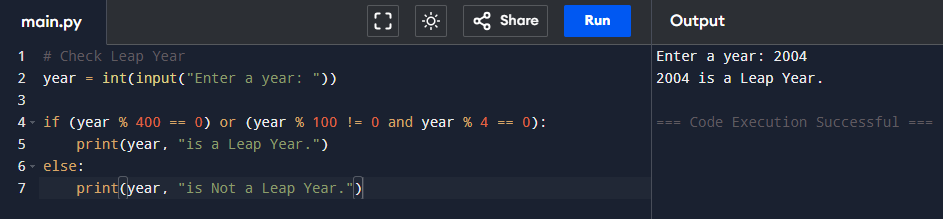 main.py
Share
Run
Output
1 # Check Leap Year
2 year = int(input("Enter a year: "))
3
4 if (year % 400 == 0) or (year % 100 != 0 and year % 4 == 0):
5     print(year, "is a Leap Year.")
6 else:
7     print(year, "is Not a Leap Year.")
Enter a year: 2004
2004 is a Leap Year.
=== Code Execution Successful ===